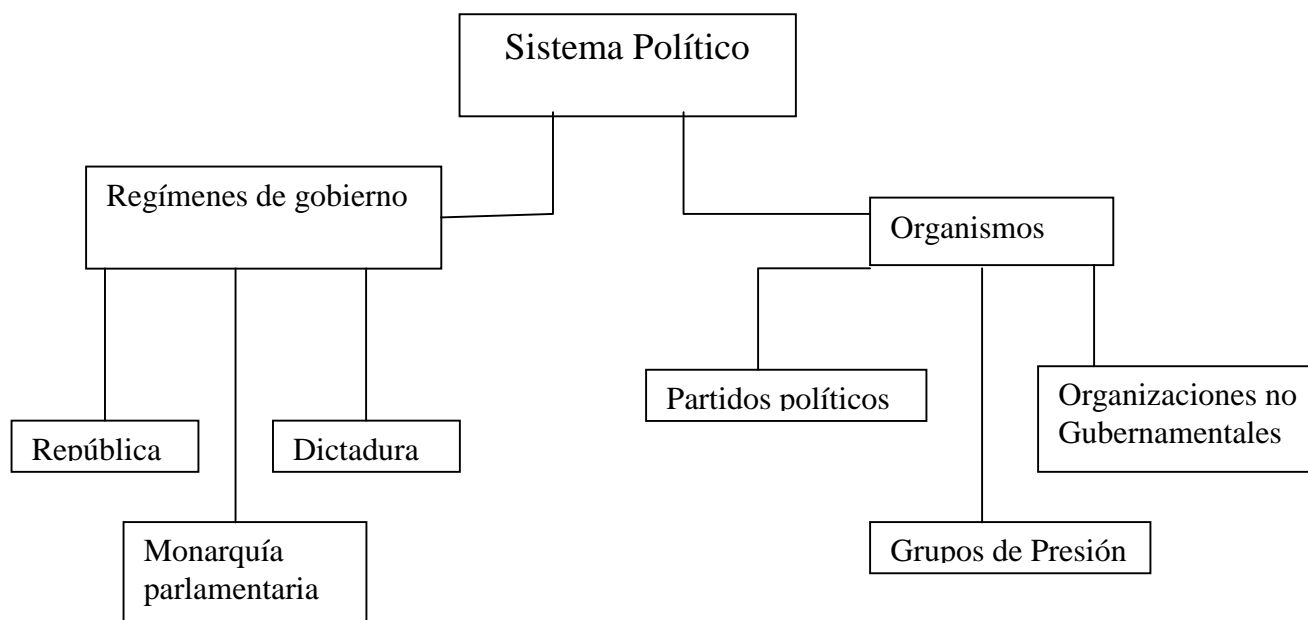 Sistema Político
Regímenes de gobierno
Organismos
Partidos políticos
Organizaciones no
Gubernamentales
República
Dictadura
Monarquía
parlamentaria
Grupos de Presión